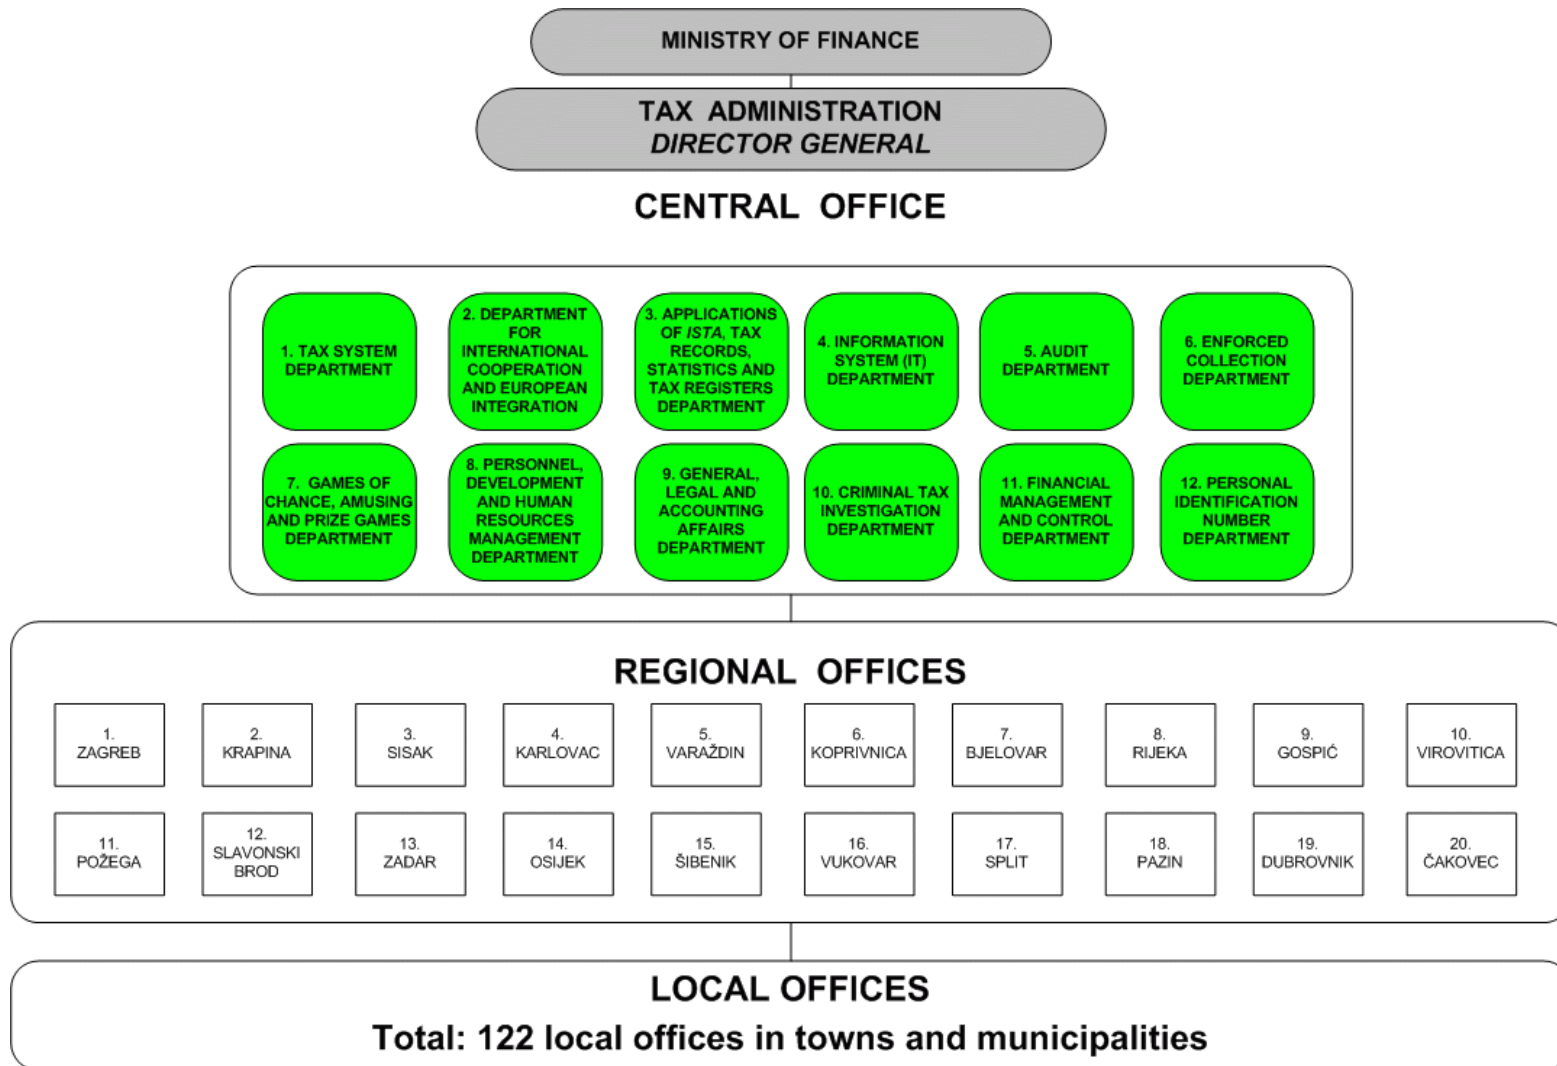 MINISTRY OF FINANCE
TAX ADMINISTRATION
DIRECTOR GENERAL
CENTRAL OFFICE
1. TAX SYSTEM
DEPARTMENT
2. DEPARTMENT
FOR
INTERNATIONAL
COOPERATION
AND EUROPEAN
INTEGRATION
3. APPLICATIONS
OF ISTA, TAX
RECORDS,
STATISTICS AND
TAX REGISTERS
DEPARTMENT
4. INFORMATION
SYSTEM (IT)
DEPARTMENT
5. AUDIT
DEPARTMENT
6. ENFORCED
COLLECTION
DEPARTMENT
7. GAMES OF
CHANCE, AMUSING
AND PRIZE GAMES
DEPARTMENT
8. PERSONNEL,
DEVELOPMENT
AND HUMAN
RESOURCES
MANAGEMENT
DEPARTMENT
9. GENERAL,
LEGAL AND
ACCOUNTING
AFFAIRS
DEPARTMENT
10. CRIMINAL TAX
INVESTIGATION
DEPARTMENT
11. FINANCIAL
MANAGEMENT
AND CONTROL
DEPARTMENT
12. PERSONAL
IDENTIFICATION
NUMBER
DEPARTMENT
REGIONAL OFFICES
1.
ZAGREB
2.
KRAPINA
3.
SISAK
4.
KARLOVAC
5.
VARAŽDIN
6.
KOPRIVNICA
7.
BJELOVAR
8.
RIJEKA
9.
GOSPIĆ
10.
VIROVITICA
11.
POŽEGA
12.
SLAVONSKI
BROD
13.
ZADAR
14.
OSIJEK
15.
ŠIBENIK
16.
VUKOVAR
17.
SPLIT
18.
PAZIN
19.
DUBROVNIK
20.
ČAKOVEC
LOCAL OFFICES
Total: 122 local offices in towns and municipalities